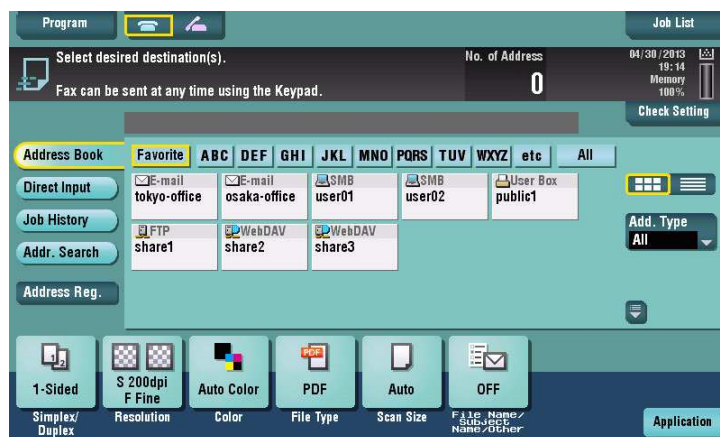 Program
Job List
Select desired destination(s).
No. of Address
04/30/2013
19:14
Fax can be sent at any time using the Keypad.
0
Memory
100%
Check Setting
Address Book
Favorite ABC DEF GHI JKL MNO PQRS TUV WXYZ etc All
E-mail E-mail SMB SMB User Box
tokyo-office osaka-office user01 user02 public1
Direct Input
Job History
FTP WebDAV WebDAV
share1 share2 share3
Add. Type
All
Addr. Search
Address Reg.
1 2
PDF
1-Sided
S 200dpi
F Fine
Auto Color
PDF
Auto
OFF
Simplex/
Duplex
Resolution
Color
File Type
Scan Size
File Name/
Subject
Name/Other
Application